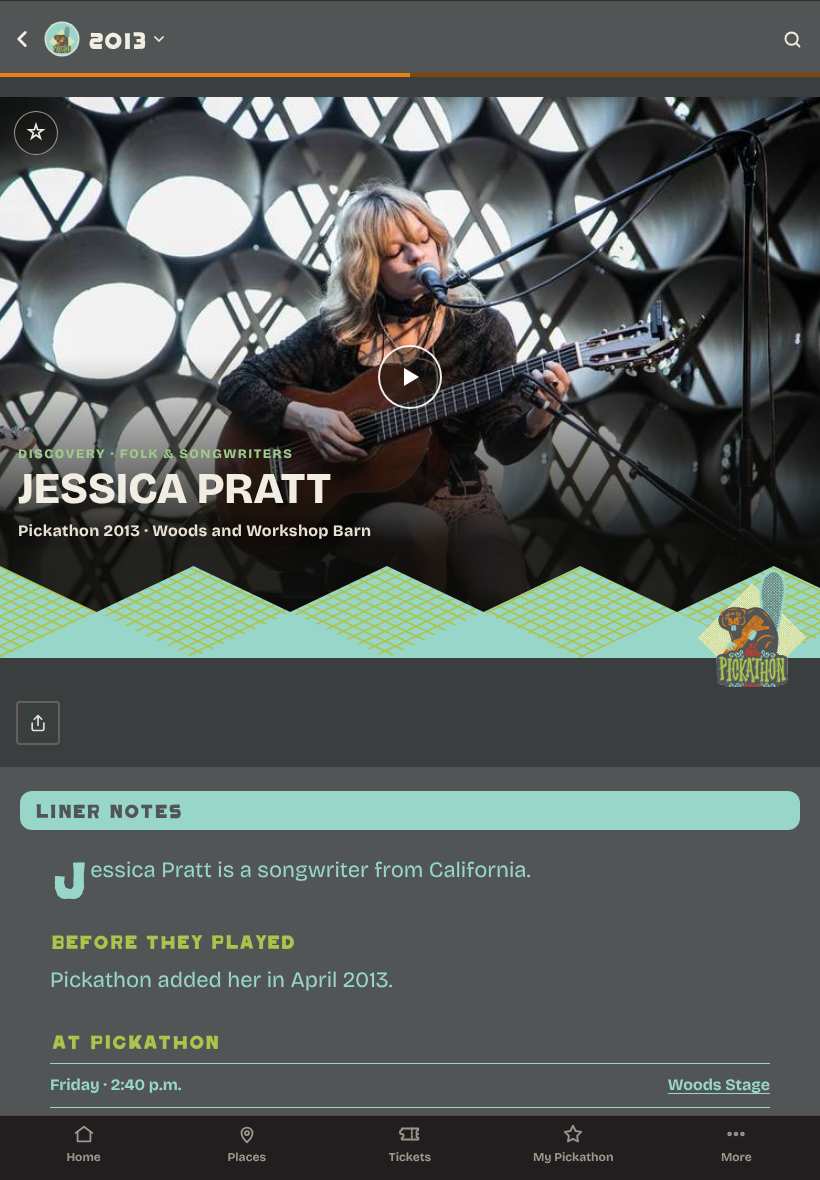 2013
DISCOVERY · FOLK & SONGWRITERS
JESSICA PRATT
Pickathon 2013 · Woods and Workshop Barn
PICKATHON
LINER NOTES
Jessica Pratt is a songwriter from California.
BEFORE THEY PLAYED
Pickathon added her in April 2013.
AT PICKATHON
Friday · 2:40 p.m. Woods Stage
Home Places Tickets My Pickathon More